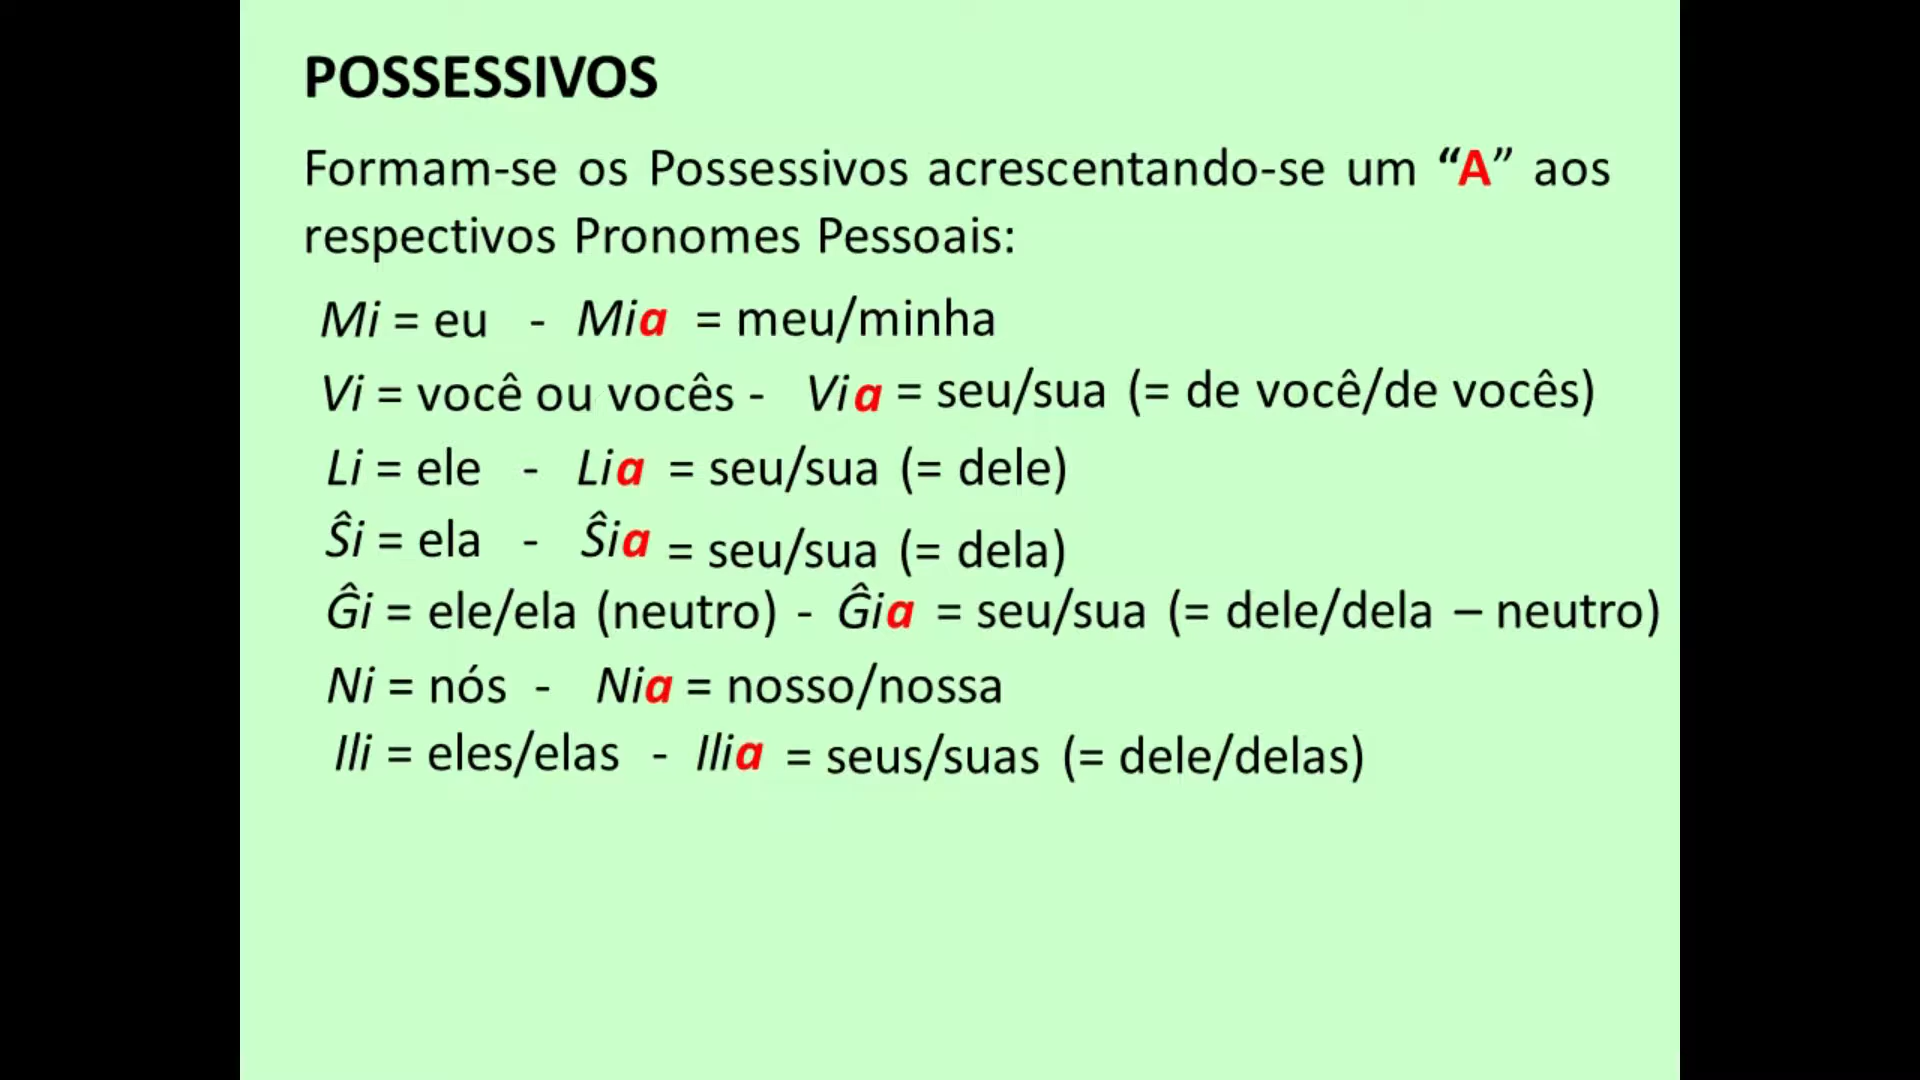 POSSESSIVOS
Formam-se os Possessivos acrescentando-se um “A” aos
respectivos Pronomes Pessoais:
Mi = eu - Mia = meu/minha
Vi = você ou vocês - Via = seu/sua (= de você/de vocês)
Li = ele - Lia = seu/sua (= dele)
Ŝi = ela - Ŝia = seu/sua (= dela)
Ĝi = ele/ela (neutro) - Ĝia = seu/sua (= dele/dela – neutro)
Ni = nós - Nia = nosso/nossa
Ili = eles/elas - Ilia = seus/suas (= dele/delas)